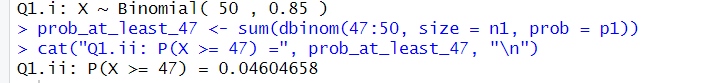 Q1.i: X ~ Binomial( 50 , 0.85 )
> prob_at_least_47 <- sum(dbinom(47:50, size = n1, prob = p1))
> cat("Q1.ii: P(X >= 47) =", prob_at_least_47, "\n")
Q1.ii: P(X >= 47) = 0.04604658